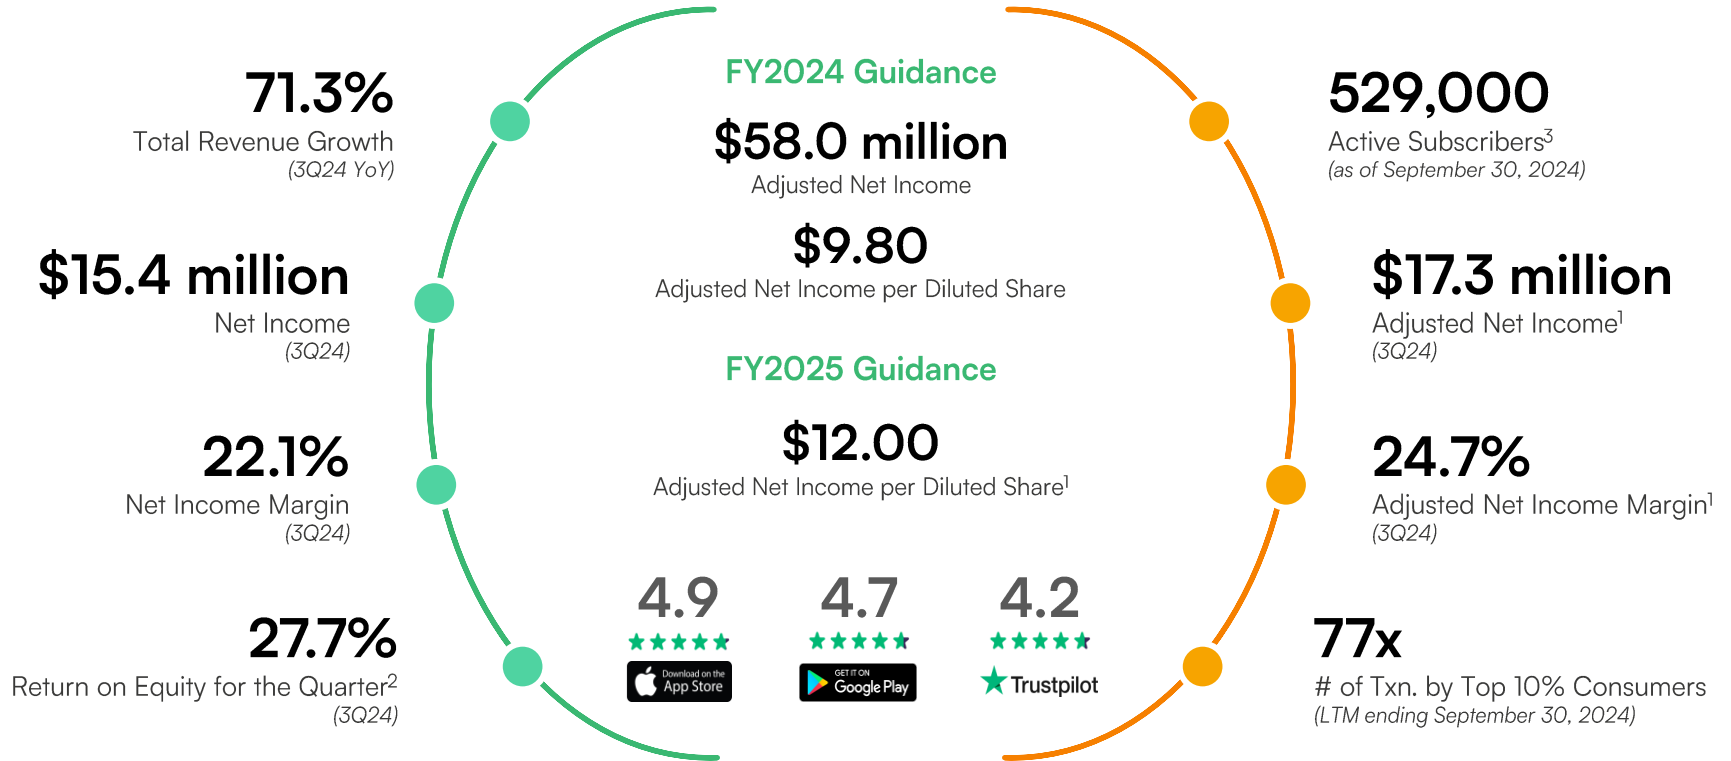 71.3%
Total Revenue Growth
(3Q24 YoY)
$15.4 million
Net Income
(3Q24)
22.1%
Net Income Margin
(3Q24)
27.7%
Return on Equity for the Quarter²
(3Q24)
FY2024 Guidance
$58.0 million
Adjusted Net Income
$9.80
Adjusted Net Income per Diluted Share
FY2025 Guidance
$12.00
Adjusted Net Income per Diluted Share¹
4.9
Download on the
App Store
4.7
GET IT ON
Google Play
4.2
Trustpilot
529,000
Active Subscribers³
(as of September 30, 2024)
$17.3 million
Adjusted Net Income¹
(3Q24)
24.7%
Adjusted Net Income Margin¹
(3Q24)
77x
# of Txn. by Top 10% Consumers
(LTM ending September 30, 2024)